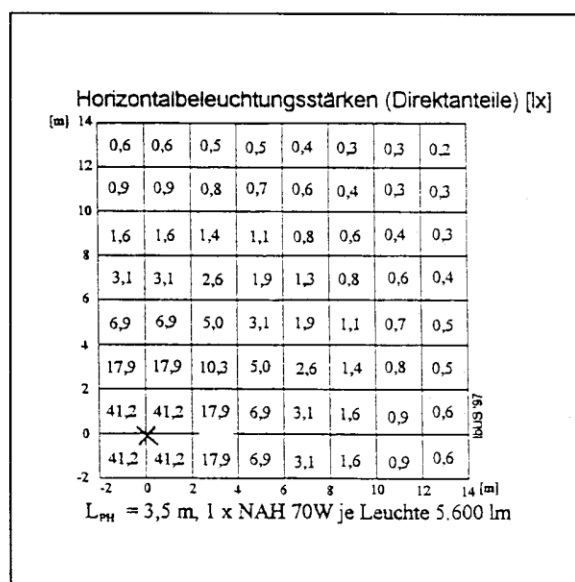 Horizontalbeleuchtungsstärken (Direktanteile) [lx]
[m] 14
0,6 0,6 0,5 0,5 0,4 0,3 0,3 0,2
12
0,9 0,9 0,8 0,7 0,6 0,4 0,3 0,3
10
1,6 1,6 1,4 1,1 0,8 0,6 0,4 0,3
8
3,1 3,1 2,6 1,9 1,3 0,8 0,6 0,4
6
6,9 6,9 5,0 3,1 1,9 1,1 0,7 0,5
4
17,9 17,9 10,3 5,0 2,6 1,4 0,8 0,5
2
41,2 41,2 17,9 6,9 3,1 1,6 0,9 0,6
0
41,2 41,2 17,9 6,9 3,1 1,6 0,9 0,6
-2
-2 0 2 4 6 8 10 12 14 [m]
IbUS '97
L_PH = 3,5 m, 1 x NAH 70W je Leuchte 5.600 lm